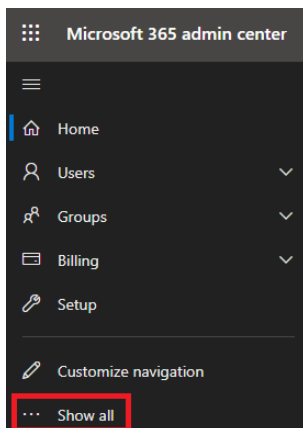 Microsoft 365 admin center
Home
Users
Groups
Billing
Setup
Customize navigation
Show all